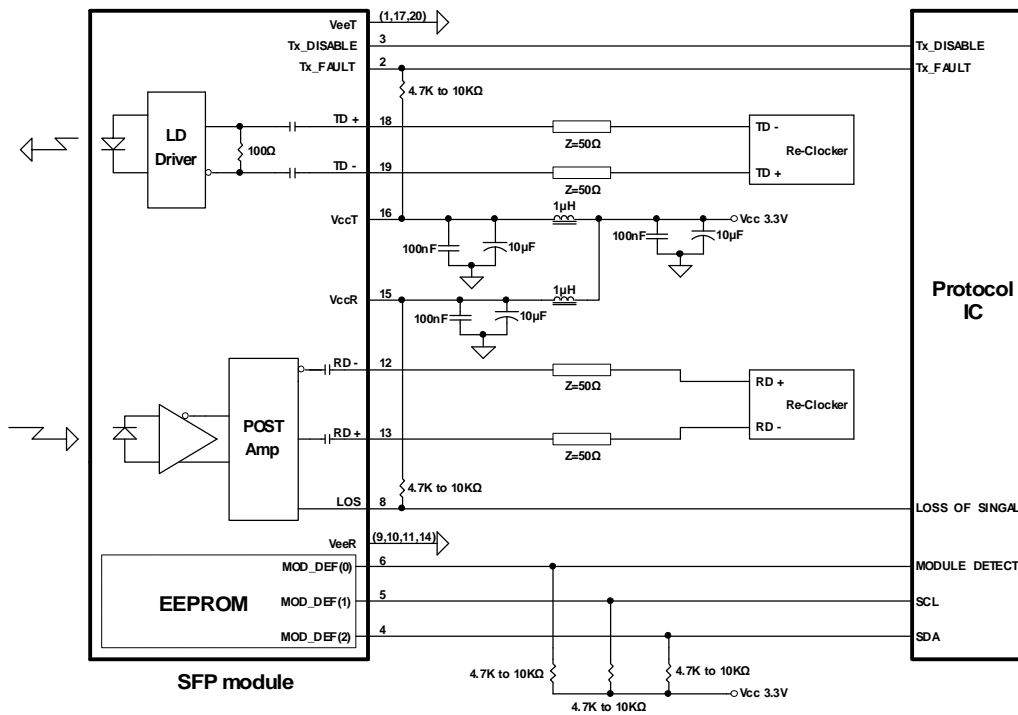 VeeT (1,17,20)
Tx_DISABLE 3 Tx_DISABLE
Tx_FAULT 2 Tx_FAULT
4.7K to 10KΩ
LD
Driver
100Ω
TD + 18 TD -
Z=50Ω
Re-Clocker
TD - 19 TD +
Z=50Ω
VccT 16 1µH Vcc 3.3V
100nF 10µF 100nF 10µF
VccR 15 1µH
100nF 10µF
Protocol
IC
RD - 12 RD +
Z=50Ω
Re-Clocker
POST
Amp
RD + 13 RD -
Z=50Ω
4.7K to 10KΩ
LOS 8 LOSS OF SINGAL
VeeR (9,10,11,14)
MOD_DEF(0) 6 MODULE DETECT
EEPROM
MOD_DEF(1) 5 SCL
MOD_DEF(2) 4 SDA
4.7K to 10KΩ 4.7K to 10KΩ
SFP module
Vcc 3.3V
4.7K to 10KΩ